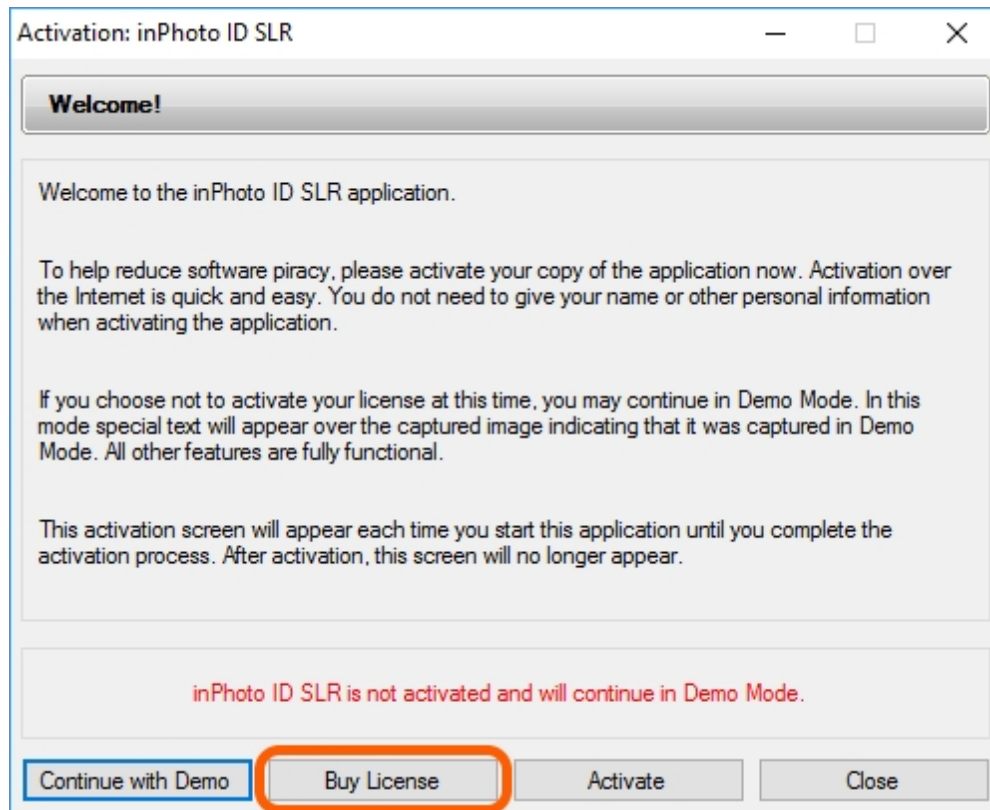 Activation: inPhoto ID SLR
Welcome!
Welcome to the inPhoto ID SLR application.
To help reduce software piracy, please activate your copy of the application now. Activation over
the Internet is quick and easy. You do not need to give your name or other personal information
when activating the application.
If you choose not to activate your license at this time, you may continue in Demo Mode. In this
mode special text will appear over the captured image indicating that it was captured in Demo
Mode. All other features are fully functional.
This activation screen will appear each time you start this application until you complete the
activation process. After activation, this screen will no longer appear.
inPhoto ID SLR is not activated and will continue in Demo Mode.
Continue with Demo Buy License Activate Close